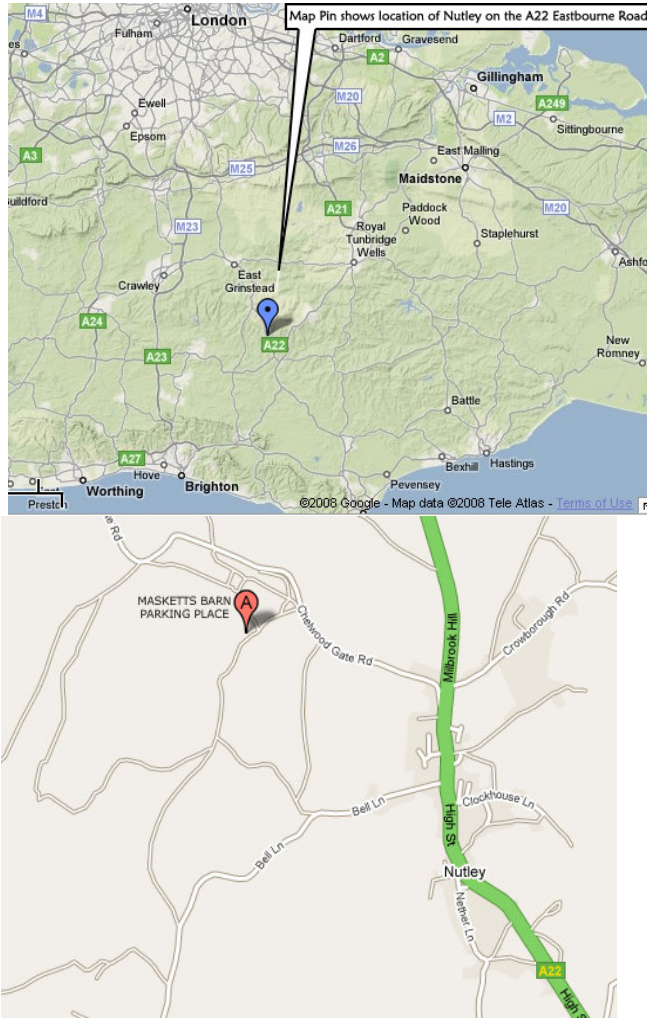 Map Pin shows location of Nutley on the A22 Eastbourne Road
M4
London
Fulham
Dartford
Gravesend
A2
Gillingham
M20
M2
A249
Sittingbourne
Ewell
Epsom
A3
M25
M26
East Malling
Maidstone
Guildford
M23
A21
Royal
Tunbridge
Wells
Paddock
Wood
M20
Staplehurst
East
Grinstead
Crawley
A24
A23
A22
New
Romney
Battle
A27
Hove
Worthing
Brighton
Preston
Pevensey
Bexhill
Hastings
©2008 Google - Map data ©2008 Tele Atlas - Terms of Use
MASKETTS BARN
PARKING PLACE
A
Chelwood Gate Rd
Millbrook Hill
Crowborough Rd
Bell Ln
Clockhouse Ln
High St
Bell Ln
Nutley
Nether Ln
A22
High S